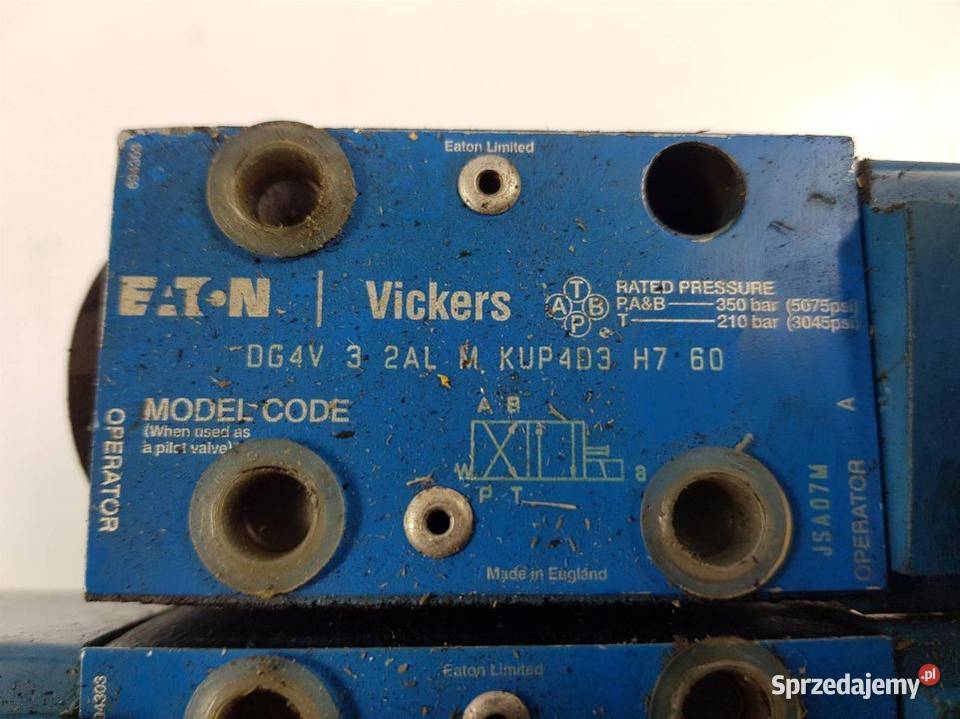 694303
Eaton Limited
EATON | Vickers
T
A B
P
RATED PRESSURE
P,A&B 350 bar (5075psi)
T 210 bar (3045psi)
DG4V 3 2AL M KUP4D3 H7 60
MODEL CODE
(When used as
a pilot valve)
OPERATOR
A B
W a
P T
A
OPERATOR
JSA07M
Made in England
694303
Eaton Limited
Sprzedajemy.pl